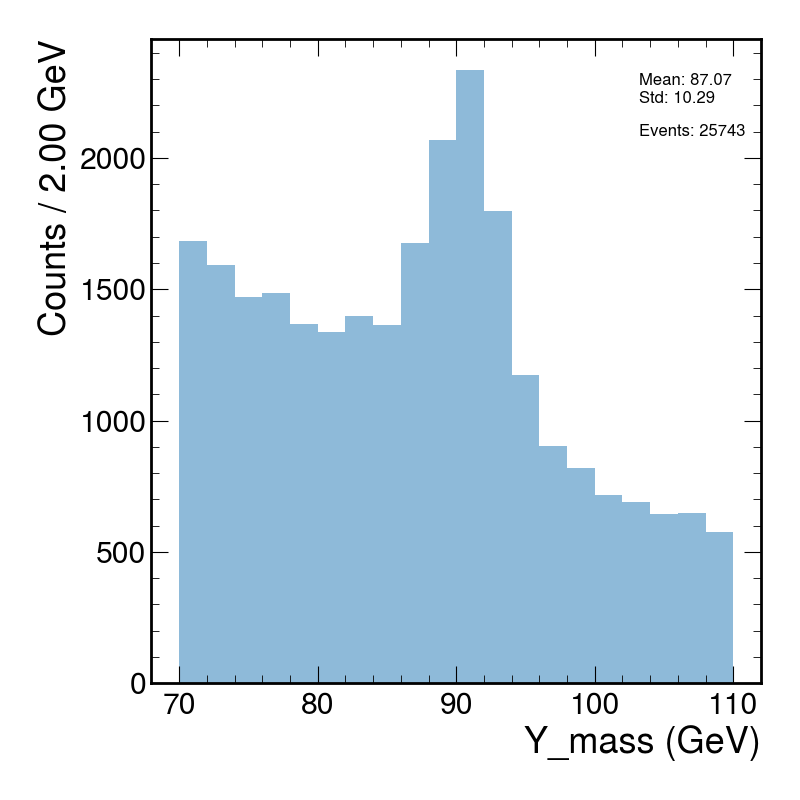 Counts / 2.00 GeV
2000
1500
1000
500
0
Mean: 87.07
Std: 10.29
Events: 25743
70 80 90 100 110
Y_mass (GeV)